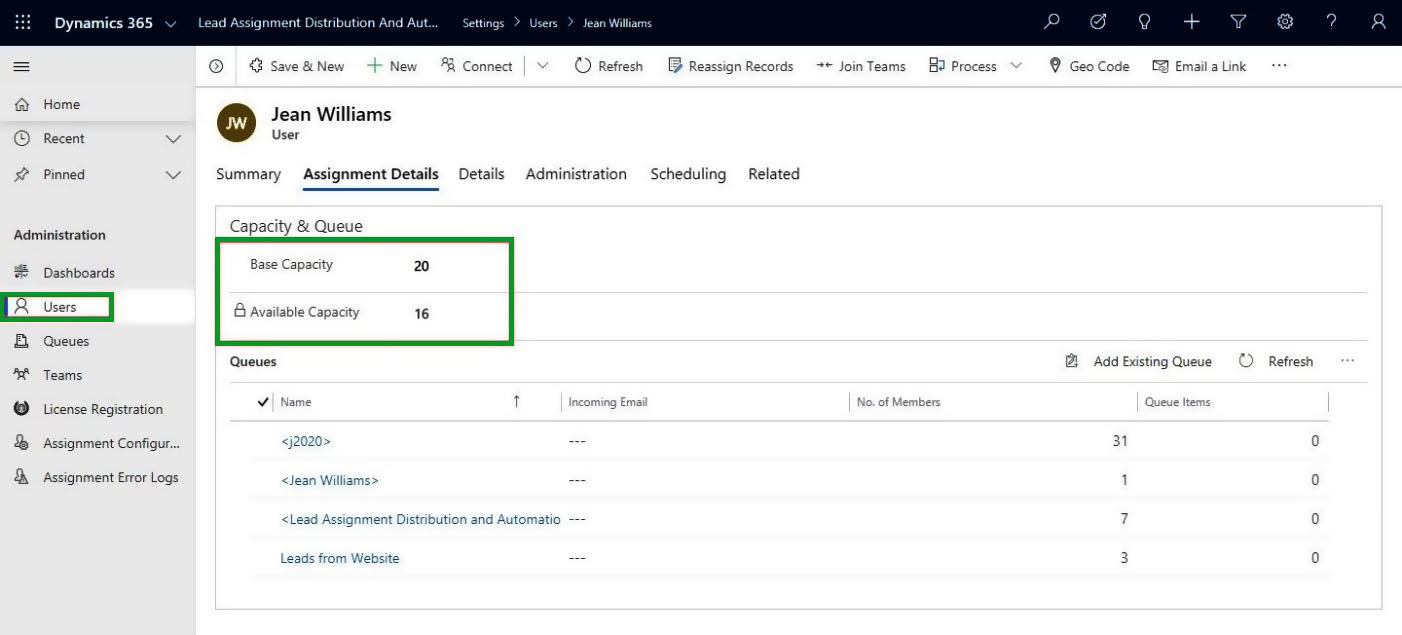 Dynamics 365 Lead Assignment Distribution And Aut... Settings > Users > Jean Williams ?
Save & New New Connect Refresh Reassign Records Join Teams Process Geo Code Email a Link ...
Home
Recent
Pinned
Administration
Dashboards
Users
Queues
Teams
License Registration
Assignment Configur...
Assignment Error Logs
JW
Jean Williams
User
Summary Assignment Details Details Administration Scheduling Related
Capacity & Queue
Base Capacity 20
Available Capacity 16
Queues Add Existing Queue Refresh ...
Name ↑ Incoming Email No. of Members Queue Items
<j2020> --- 31 0
<Jean Williams> --- 1 0
<Lead Assignment Distribution and Automatio --- 7 0
Leads from Website --- 3 0